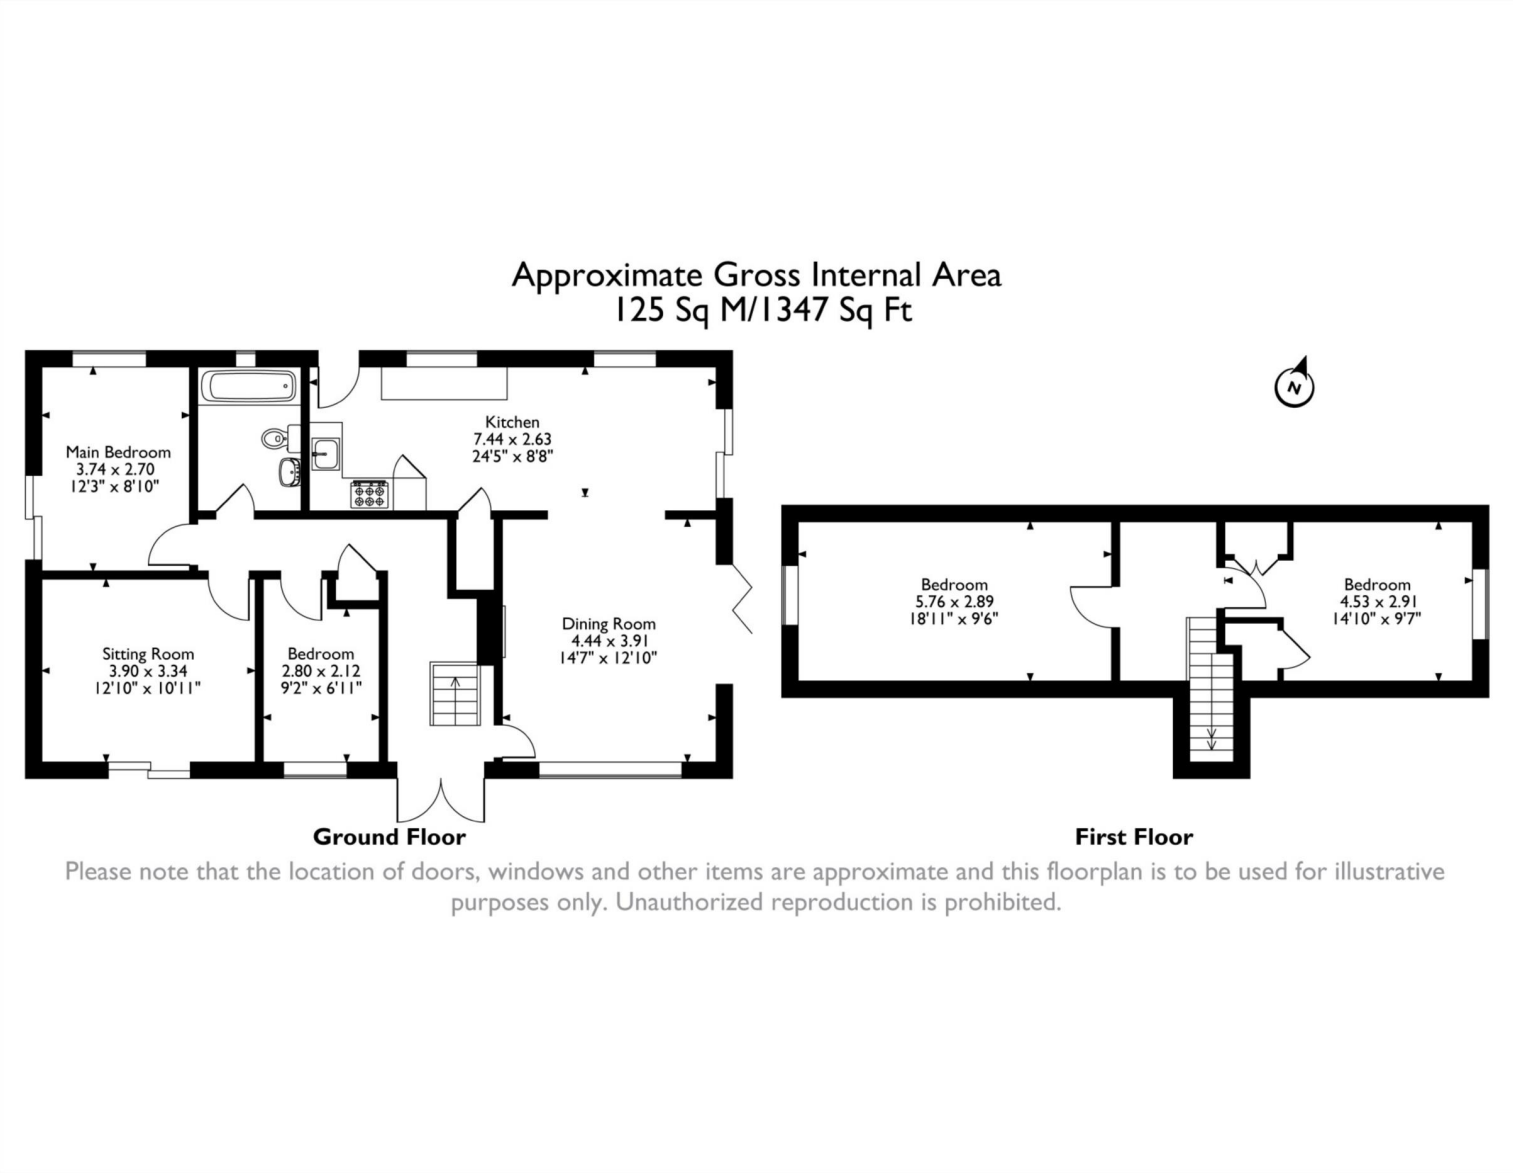 Approximate Gross Internal Area
125 Sq M/1347 Sq Ft
Main Bedroom
3.74 x 2.70
12'3" x 8'10"
Kitchen
7.44 x 2.63
24'5" x 8'8"
Sitting Room
3.90 x 3.34
12'10" x 10'11"
Bedroom
2.80 x 2.12
9'2" x 6'11"
Dining Room
4.44 x 3.91
14'7" x 12'10"
Ground Floor
N
Bedroom
5.76 x 2.89
18'11" x 9'6"
Bedroom
4.53 x 2.91
14'10" x 9'7"
First Floor
Please note that the location of doors, windows and other items are approximate and this floorplan is to be used for illustrative
purposes only. Unauthorized reproduction is prohibited.